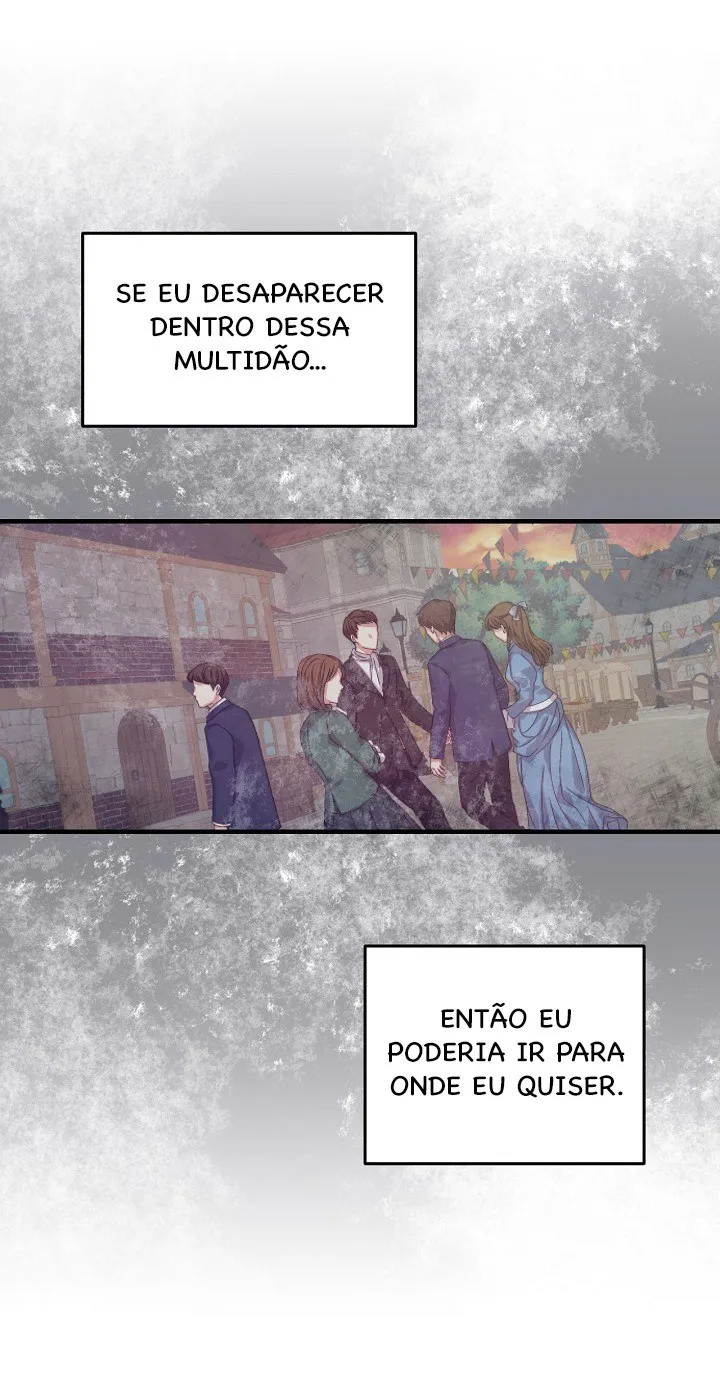 SE EU DESAPARECER
DENTRO DESSA
MULTIDÃO...
ENTÃO EU
PODERIA IR PARA
ONDE EU QUISER.